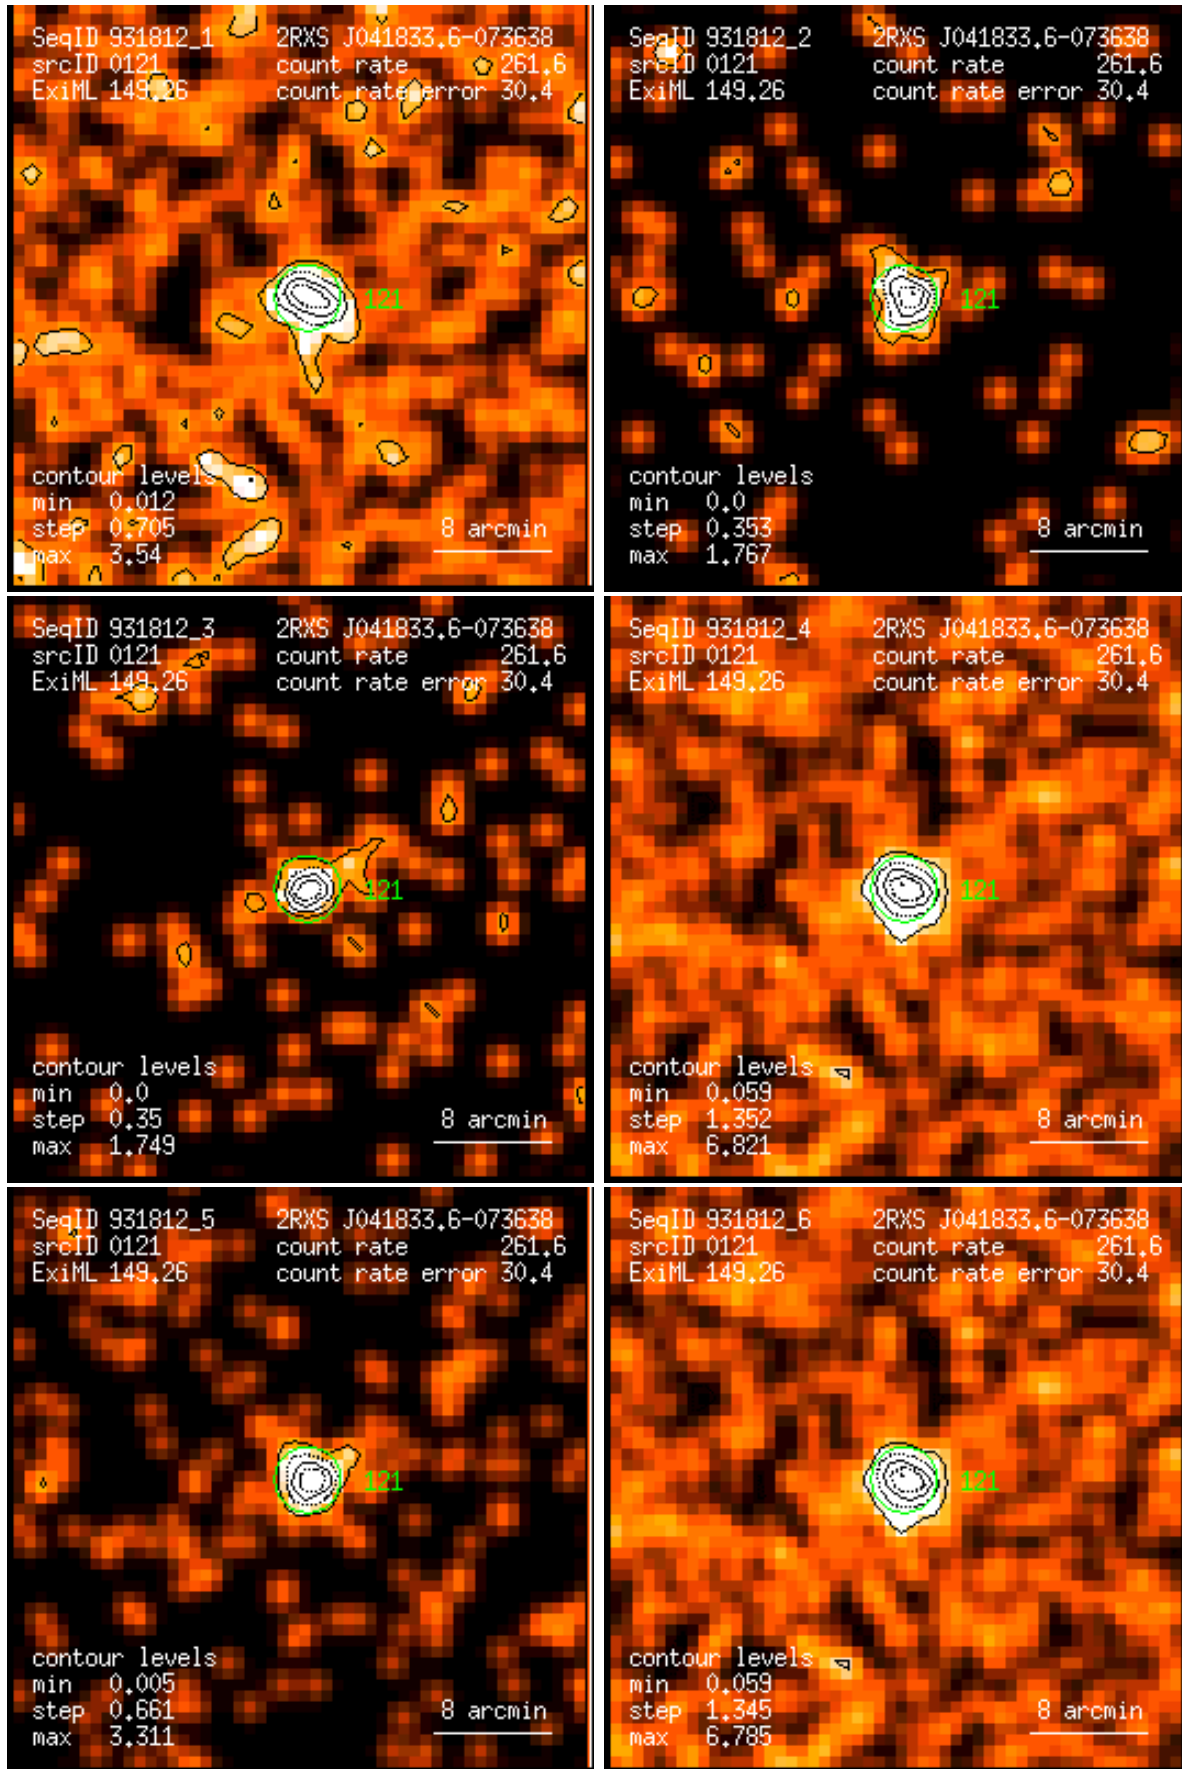 SeqID 931812_1 2RXS J041833.6-073638
srcID 0121 count rate 261.6
ExiML 149.26 count rate error 30.4
121
contour levels
min 0.012
step 0.705 8 arcmin
max 3.54
SeqID 931812_2 2RXS J041833.6-073638
srcID 0121 count rate 261.6
ExiML 149.26 count rate error 30.4
121
contour levels
min 0.0
step 0.353 8 arcmin
max 1.767
SeqID 931812_3 2RXS J041833.6-073638
srcID 0121 count rate 261.6
ExiML 149.26 count rate error 30.4
121
contour levels
min 0.0
step 0.35 8 arcmin
max 1.749
SeqID 931812_4 2RXS J041833.6-073638
srcID 0121 count rate 261.6
ExiML 149.26 count rate error 30.4
121
contour levels
min 0.059
step 1.352 8 arcmin
max 6.821
SeqID 931812_5 2RXS J041833.6-073638
srcID 0121 count rate 261.6
ExiML 149.26 count rate error 30.4
121
contour levels
min 0.005
step 0.661 8 arcmin
max 3.311
SeqID 931812_6 2RXS J041833.6-073638
srcID 0121 count rate 261.6
ExiML 149.26 count rate error 30.4
121
contour levels
min 0.059
step 1.345 8 arcmin
max 6.785